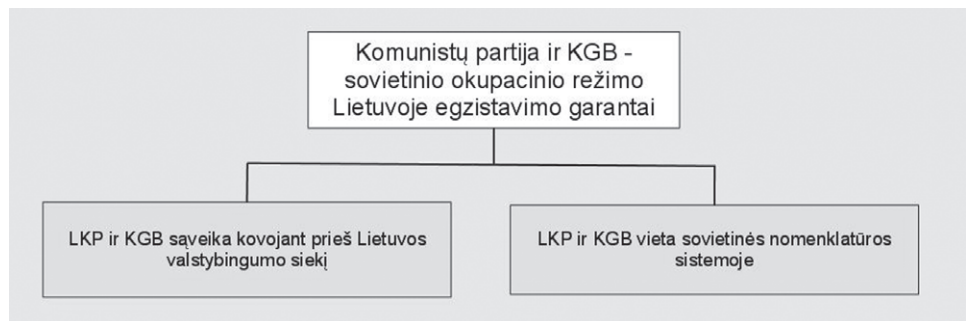 Komunistų partija ir KGB -
sovietinio okupacinio režimo
Lietuvoje egzistavimo garantai
LKP ir KGB sąveika kovojant prieš Lietuvos
valstybingumo siekį
LKP ir KGB vieta sovietinės nomenklatūros
sistemoje